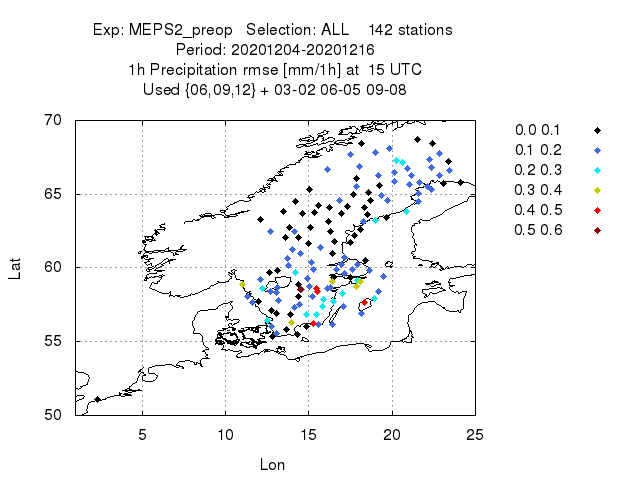 Exp: MEPS2_preop   Selection: ALL    142 stations
Period: 20201204-20201216
1h Precipitation rmse [mm/1h] at  15 UTC
Used {06,09,12} + 03-02 06-05 09-08
0.0 0.1
0.1 0.2
0.2 0.3
0.3 0.4
0.4 0.5
0.5 0.6
70
65
60
55
50
Lat
5
10
15
20
25
Lon